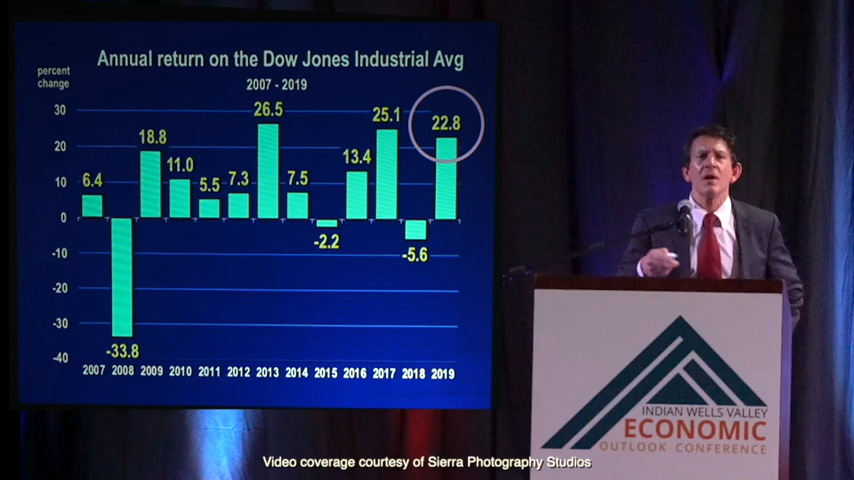 Annual return on the Dow Jones Industrial Avg
2007 - 2019
percent
change
30
20
10
0
-10
-20
-30
-40
6.4
-33.8
18.8
11.0
5.5
7.3
26.5
7.5
-2.2
13.4
25.1
-5.6
22.8
2007 2008 2009 2010 2011 2012 2013 2014 2015 2016 2017 2018 2019
INDIAN WELLS VALLEY
ECONOMIC
OUTLOOK CONFERENCE
Video coverage courtesy of Sierra Photography Studios